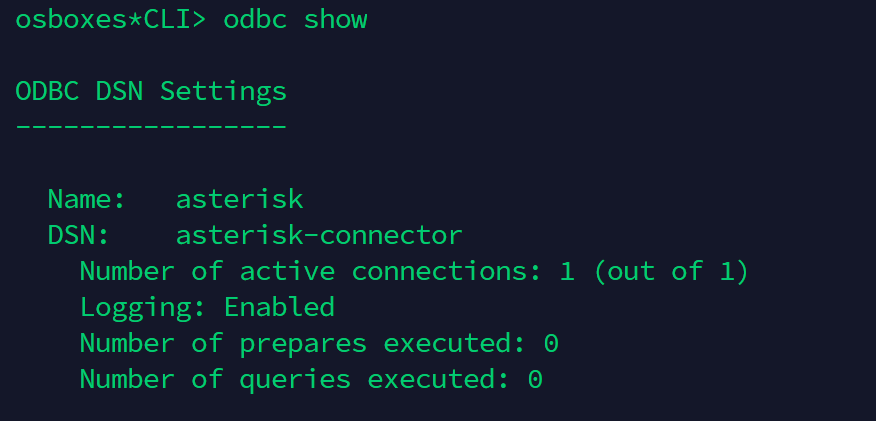 osboxes*CLI> odbc show
ODBC DSN Settings
-----------------
Name:   asterisk
DSN:    asterisk-connector
Number of active connections: 1 (out of 1)
Logging: Enabled
Number of prepares executed: 0
Number of queries executed: 0